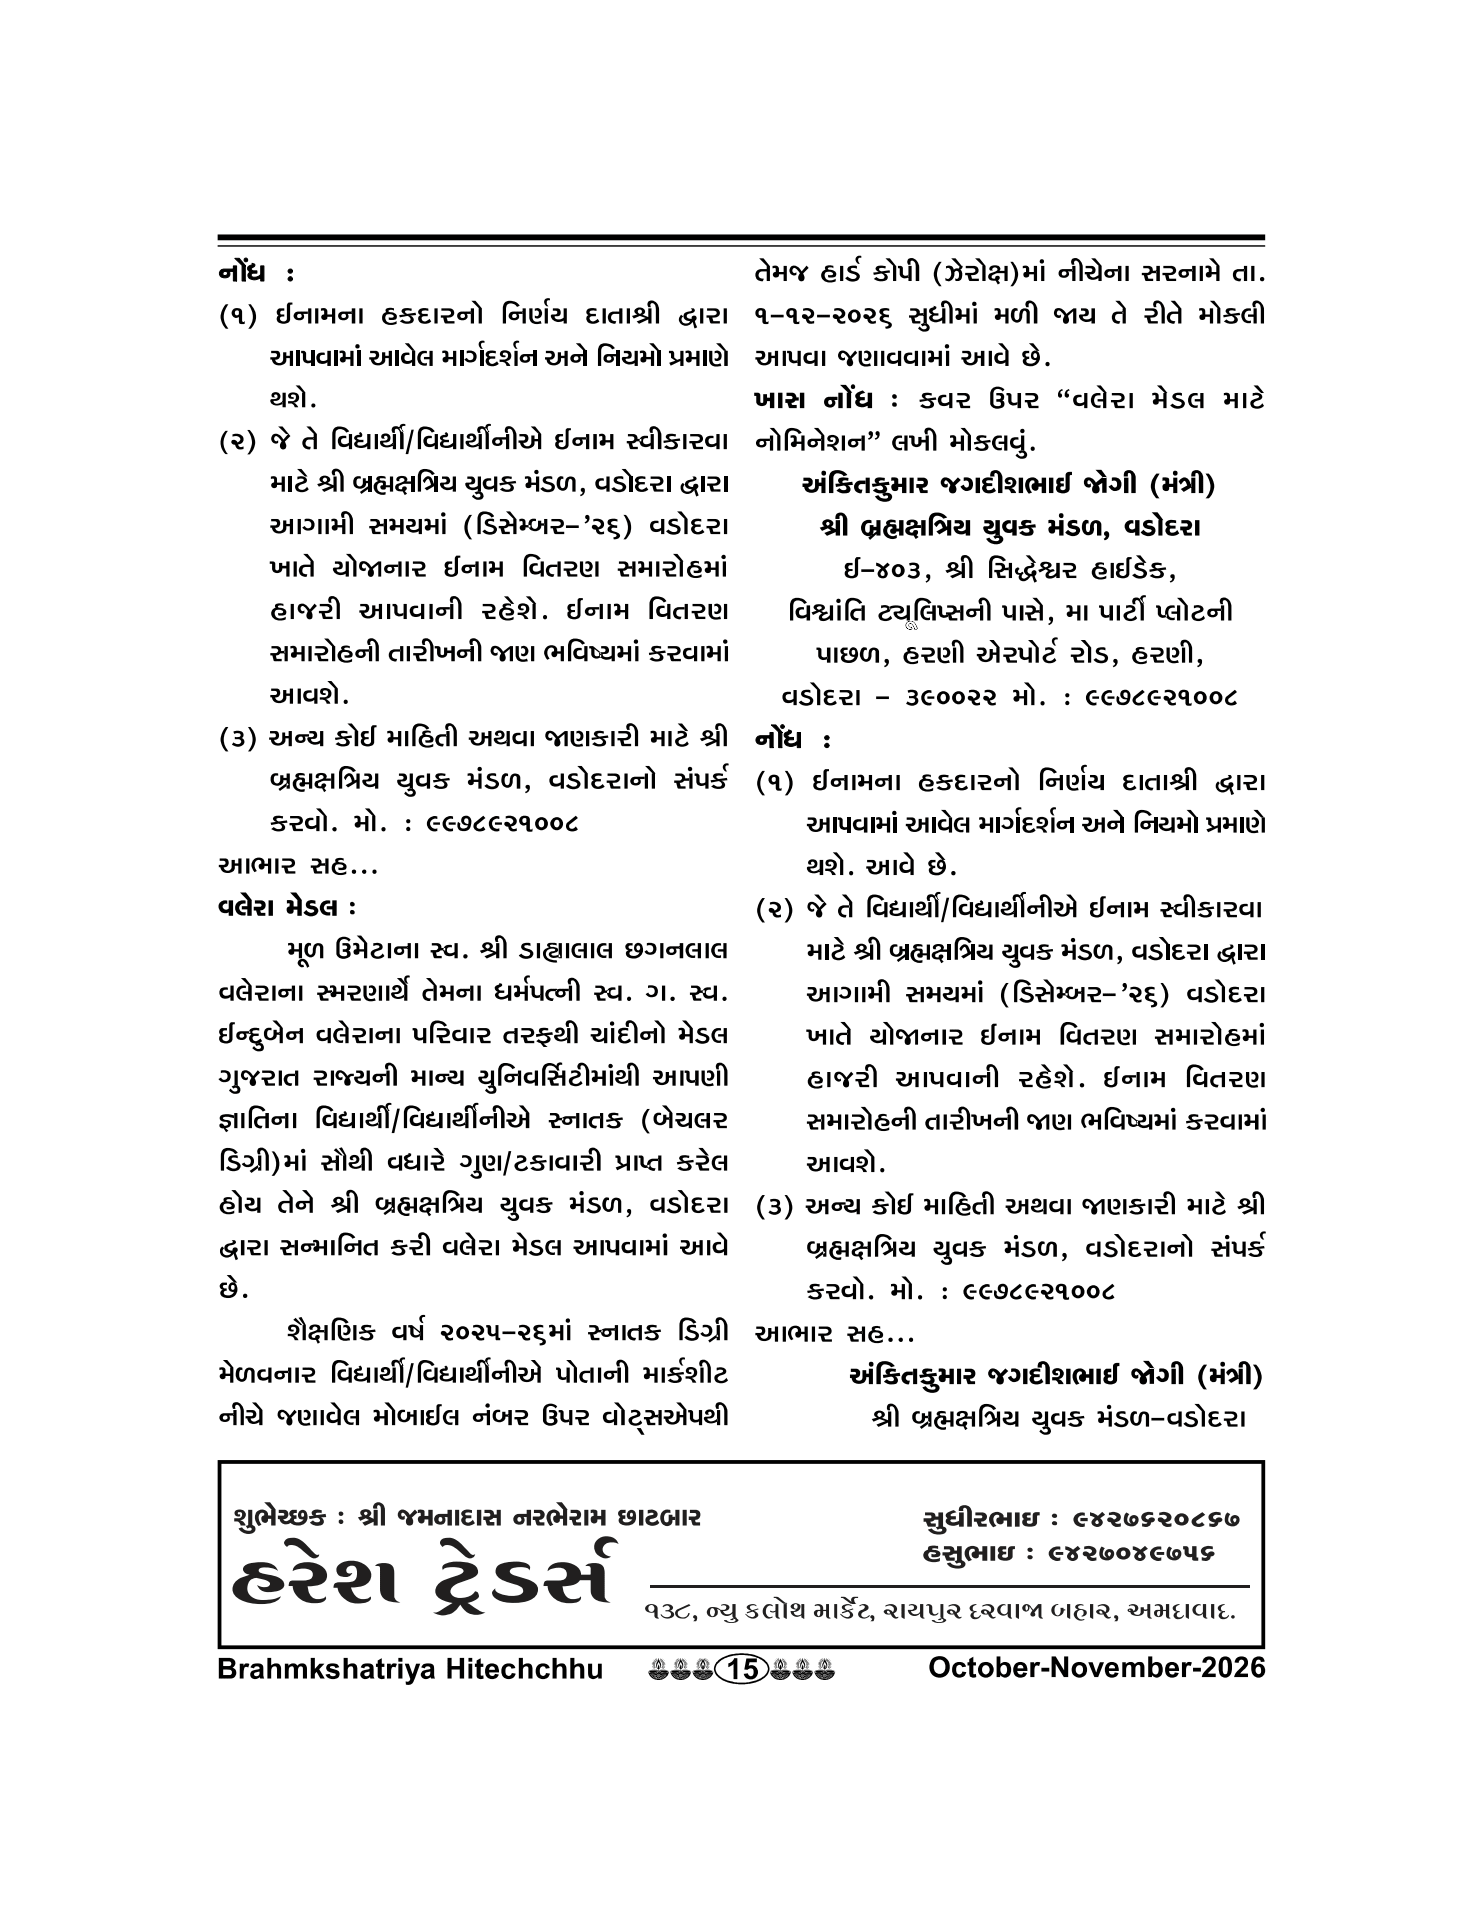 નોંધ :
(૧) ઈનામના હકદારનો નિર્ણય દાતાશ્રી દ્વારા
આપવામાં આવેલ માર્ગદર્શન અને નિયમો પ્રમાણે
થશે.
(૨) જે તે વિદ્યાર્થી/વિદ્યાર્થીનીએ ઈનામ સ્વીકારવા
માટે શ્રી બ્રહ્મક્ષત્રિય યુવક મંડળ, વડોદરા દ્વારા
આગામી સમયમાં (ડિસેમ્બર–’૨૬) વડોદરા
ખાતે યોજાનાર ઈનામ વિતરણ સમારોહમાં
હાજરી આપવાની રહેશે. ઈનામ વિતરણ
સમારોહની તારીખની જાણ ભવિષ્યમાં કરવામાં
આવશે.
(૩) અન્ય કોઈ માહિતી અથવા જાણકારી માટે શ્રી
બ્રહ્મક્ષત્રિય યુવક મંડળ, વડોદરાનો સંપર્ક
કરવો. મો. : ૯૯૭૮૯૨૧૦૦૮
આભાર સહ...
વલેરા મેડલ :
મૂળ ઉમેટાના સ્વ. શ્રી ડાહ્યાલાલ છગનલાલ
વલેરાના સ્મરણાર્થે તેમના ધર્મપત્ની સ્વ. ગ. સ્વ.
ઈન્દુબેન વલેરાના પરિવાર તરફથી ચાંદીનો મેડલ
ગુજરાત રાજ્યની માન્ય યુનિવર્સિટીમાંથી આપણી
જ્ઞાતિના વિદ્યાર્થી/વિદ્યાર્થીનીએ સ્નાતક (બેચલર
ડિગ્રી)માં સૌથી વધારે ગુણ/ટકાવારી પ્રાપ્ત કરેલ
હોય તેને શ્રી બ્રહ્મક્ષત્રિય યુવક મંડળ, વડોદરા
દ્વારા સન્માનિત કરી વલેરા મેડલ આપવામાં આવે
છે.
શૈક્ષણિક વર્ષ ૨૦૨૫–૨૬માં સ્નાતક ડિગ્રી
મેળવનાર વિદ્યાર્થી/વિદ્યાર્થીનીએ પોતાની માર્કશીટ
નીચે જણાવેલ મોબાઈલ નંબર ઉપર વોટ્સએપથી
તેમજ હાર્ડ કોપી (ઝેરોક્ષ)માં નીચેના સરનામે તા.
૧–૧૨–૨૦૨૬ સુધીમાં મળી જાય તે રીતે મોકલી
આપવા જણાવવામાં આવે છે.
ખાસ નોંધ : કવર ઉપર “વલેરા મેડલ માટે
નોમિનેશન” લખી મોકલવું.
અંકિતકુમાર જગદીશભાઈ જોગી (મંત્રી)
શ્રી બ્રહ્મક્ષત્રિય યુવક મંડળ, વડોદરા
ઈ–૪૦૩, શ્રી સિદ્ધેશ્વર હાઈડેક,
વિશ્રાંતિ ટ્યુલિપ્સની પાસે, મા પાર્ટી પ્લોટની
પાછળ, હરણી એરપોર્ટ રોડ, હરણી,
વડોદરા – ૩૯૦૦૨૨ મો. : ૯૯૭૮૯૨૧૦૦૮
નોંધ :
(૧) ઈનામના હકદારનો નિર્ણય દાતાશ્રી દ્વારા
આપવામાં આવેલ માર્ગદર્શન અને નિયમો પ્રમાણે
થશે. આવે છે.
(૨) જે તે વિદ્યાર્થી/વિદ્યાર્થીનીએ ઈનામ સ્વીકારવા
માટે શ્રી બ્રહ્મક્ષત્રિય યુવક મંડળ, વડોદરા દ્વારા
આગામી સમયમાં (ડિસેમ્બર–’૨૬) વડોદરા
ખાતે યોજાનાર ઈનામ વિતરણ સમારોહમાં
હાજરી આપવાની રહેશે. ઈનામ વિતરણ
સમારોહની તારીખની જાણ ભવિષ્યમાં કરવામાં
આવશે.
(૩) અન્ય કોઈ માહિતી અથવા જાણકારી માટે શ્રી
બ્રહ્મક્ષત્રિય યુવક મંડળ, વડોદરાનો સંપર્ક
કરવો. મો. : ૯૯૭૮૯૨૧૦૦૮
આભાર સહ...
અંકિતકુમાર જગદીશભાઈ જોગી (મંત્રી)
શ્રી બ્રહ્મક્ષત્રિય યુવક મંડળ–વડોદરા
શુભેચ્છક : શ્રી જમનાદાસ નરભેરામ છાટબાર
હરેશ ટ્રેડર્સ
સુધીરભાઇ : ૯૪૨૭૬૨૦૮૬૭
હસુભાઇ : ૯૪૨૭૦૪૯૭૫૬
૧૩૮, ન્યુ કલોથ માર્કેટ, રાયપુર દરવાજા બહાર, અમદાવાદ.
Brahmkshatriya Hitechchhu 15 October-November-2026